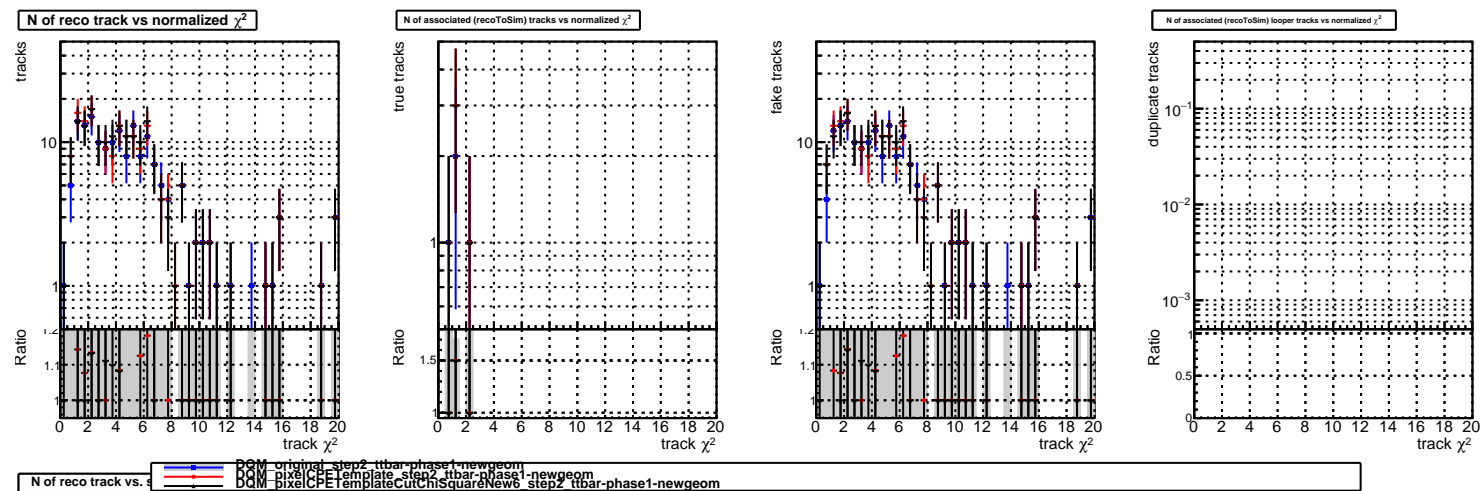 N of reco track vs normalized χ²
N of associated (recoToSim) tracks vs normalized χ²
N of associated (recoToSim) looper tracks vs normalized χ²
tracks
10
1
Ratio
1.2
1.1
1
0 2 4 6 8 10 12 14 16 18 20
track χ²
true tracks
1
Ratio
1.5
1
0 2 4 6 8 10 12 14 16 18 20
track χ²
fake tracks
10
1
Ratio
1.2
1.1
1
0 2 4 6 8 10 12 14 16 18 20
track χ²
duplicate tracks
10⁻¹
10⁻²
10⁻³
Ratio
1
0.5
0
0 2 4 6 8 10 12 14 16 18 20
track χ²
N of reco track vs.
DQM_original_step2_ttbar-phase1-newgeom
DQM_pixelCPETemplate_step2_ttbar-phase1-newgeom
DQM_pixelCPETemplateCutChiSquareNew6_step2_ttbar-phase1-newgeom